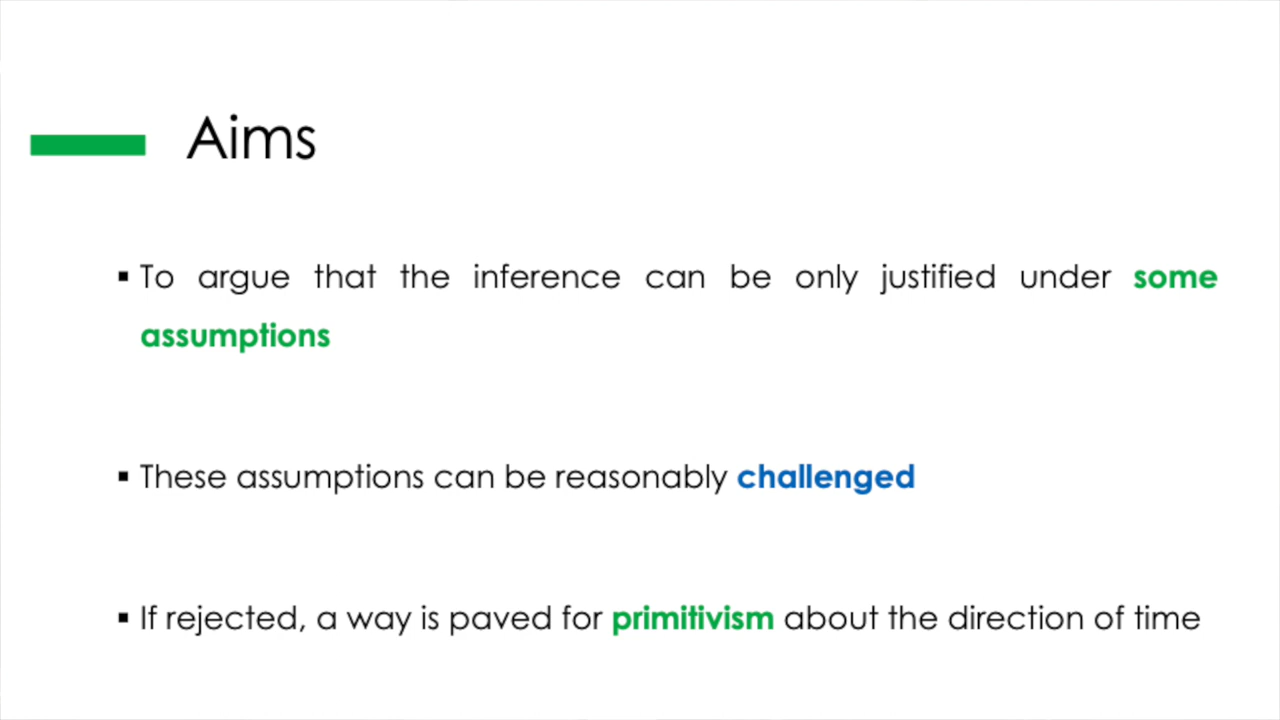 Aims
▪ To argue that the inference can be only justified under some
assumptions
▪ These assumptions can be reasonably challenged
▪ If rejected, a way is paved for primitivism about the direction of time